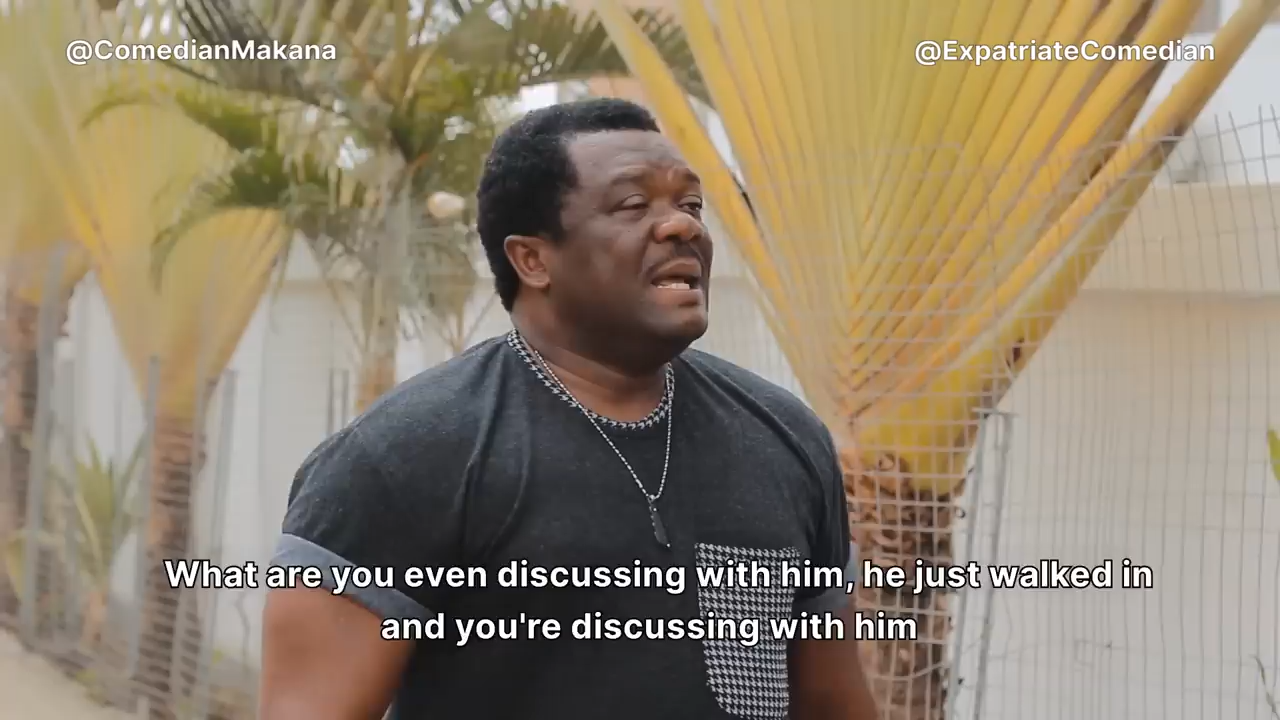 @ComedianMakana
@ExpatriateComedian
What are you even discussing with him, he just walked in
and you're discussing with him